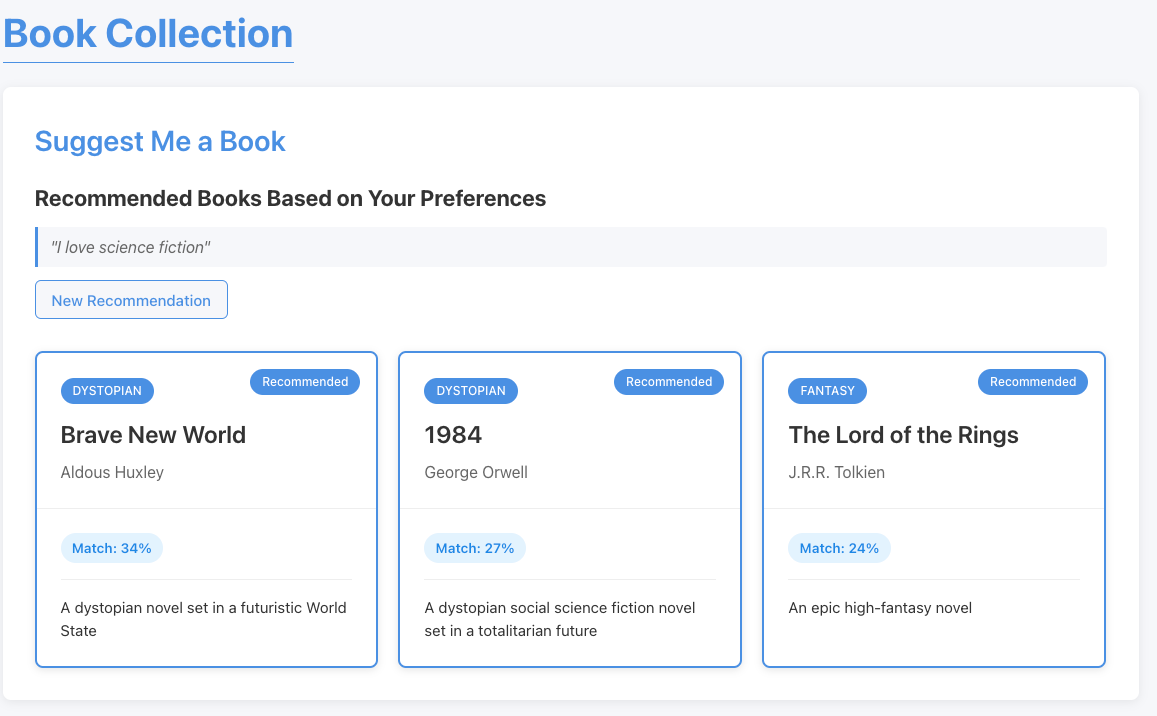 Book Collection
Suggest Me a Book
Recommended Books Based on Your Preferences
"I love science fiction"
New Recommendation
DYSTOPIAN
Recommended
Brave New World
Aldous Huxley
Match: 34%
A dystopian novel set in a futuristic World
State
DYSTOPIAN
Recommended
1984
George Orwell
Match: 27%
A dystopian social science fiction novel
set in a totalitarian future
FANTASY
Recommended
The Lord of the Rings
J.R.R. Tolkien
Match: 24%
An epic high-fantasy novel